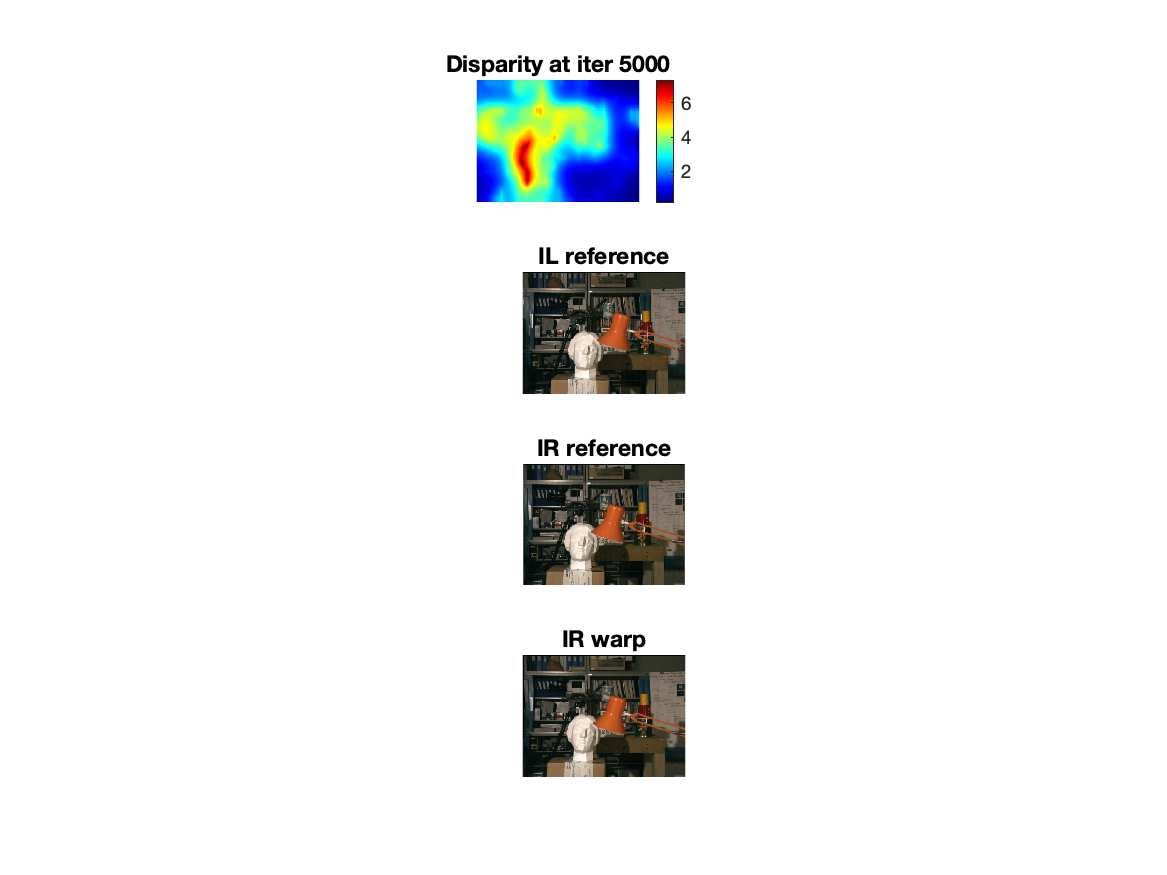 Disparity at iter 5000
6
4
2
IL reference
IR reference
IR warp